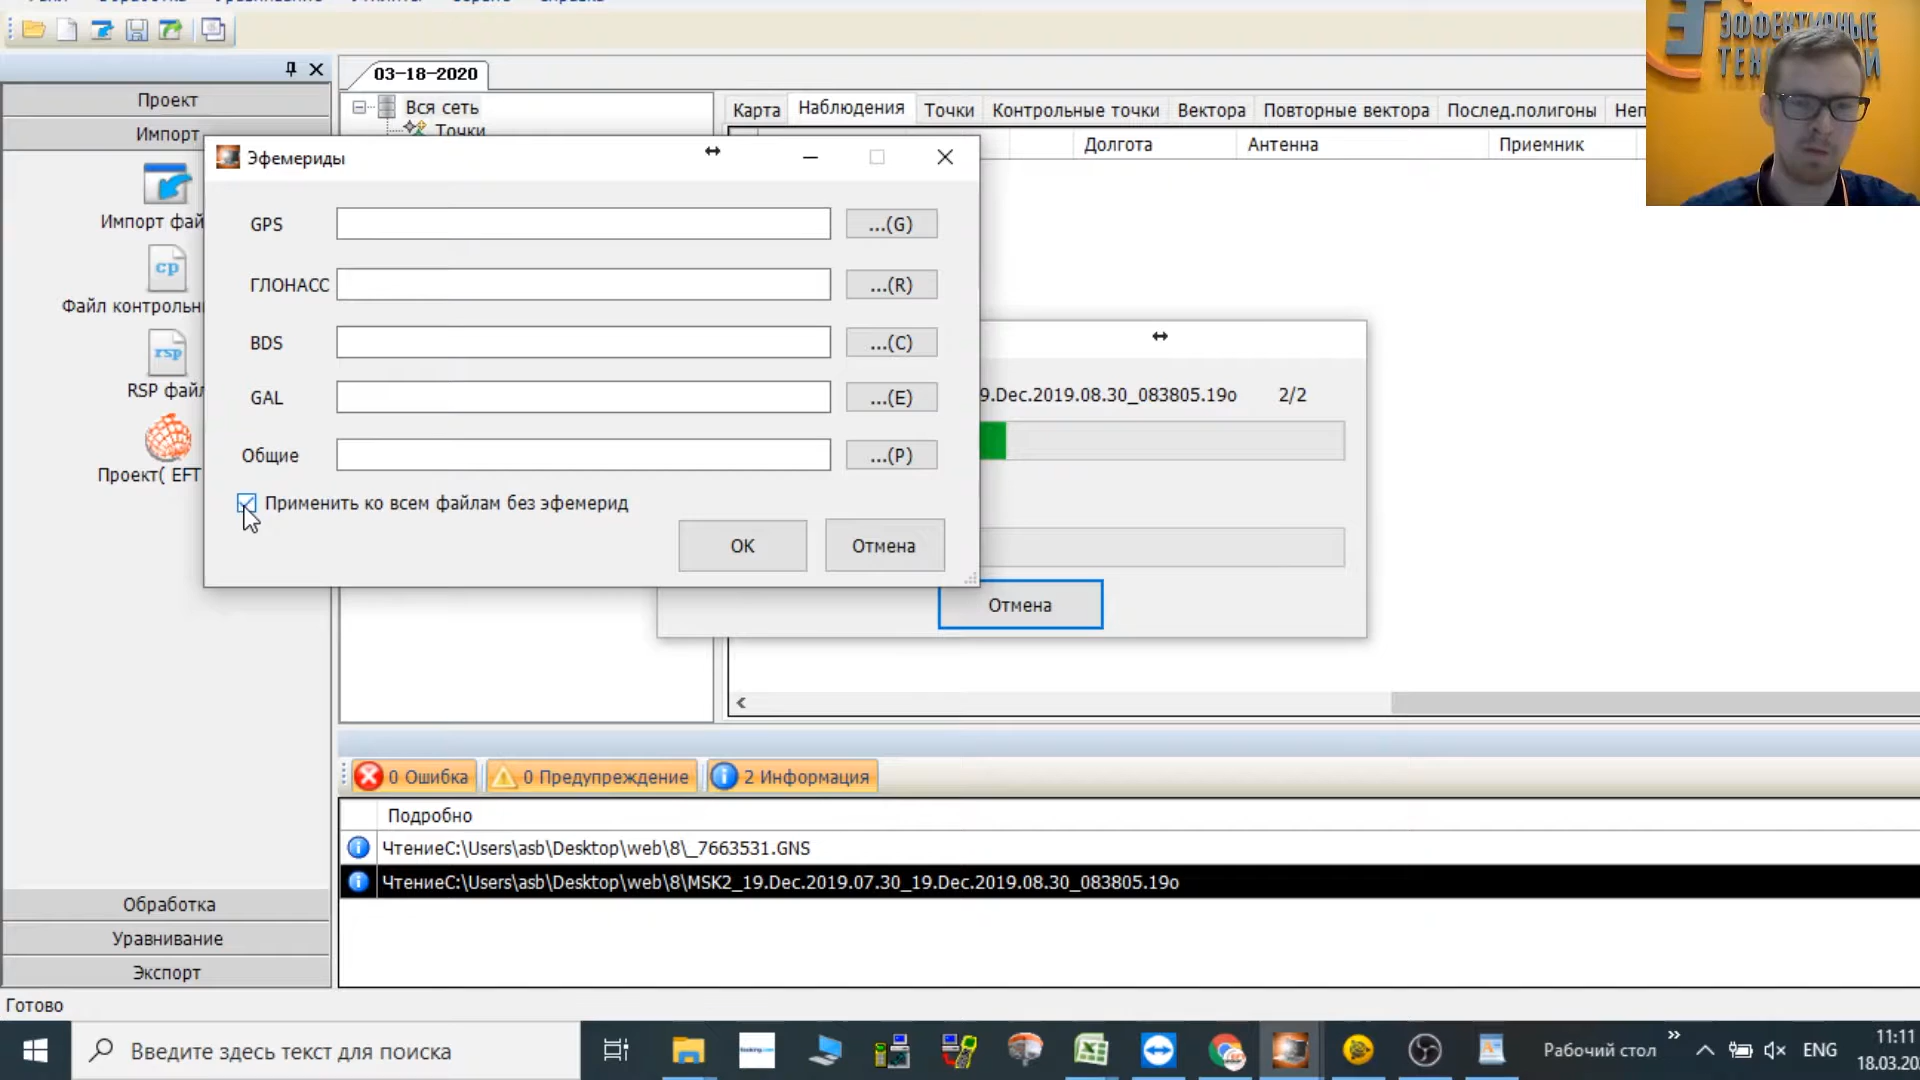 03-18-2020
Проект
Импорт
Импорт фай
Файл контрольн
RSP файл
Проект( EFT
Обработка
Уравнивание
Экспорт
Готово
Вся сеть
Точки
Карта
Наблюдения
Точки
Контрольные точки
Вектора
Повторные вектора
Послед.полигоны
Неп
Долгота
Антенна
Приемник
Эфемериды
GPS
...(G)
ГЛОНАСС
...(R)
BDS
...(C)
GAL
...(E)
Общие
...(P)
Применить ко всем файлам без эфемерид
OK
Отмена
9.Dec.2019.08.30_083805.19o
2/2
Отмена
0 Ошибка
0 Предупреждение
2 Информация
Подробно
ЧтениеC:\Users\asb\Desktop\web\8\_7663531.GNS
ЧтениеC:\Users\asb\Desktop\web\8\MSK2_19.Dec.2019.07.30_19.Dec.2019.08.30_083805.19o
Введите здесь текст для поиска
Рабочий стол
ENG
11:11
18.03.20